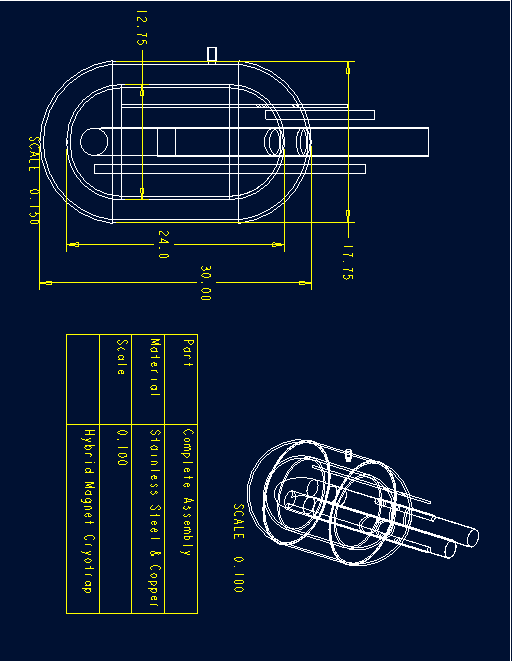 12.75
SCALE 0.150
24.0
30.00
17.75
Part Complete Assembly
Material Stainless Steel & Copper
Scale 0.100
Hybrid Magnet Cryotrap
SCALE 0.100